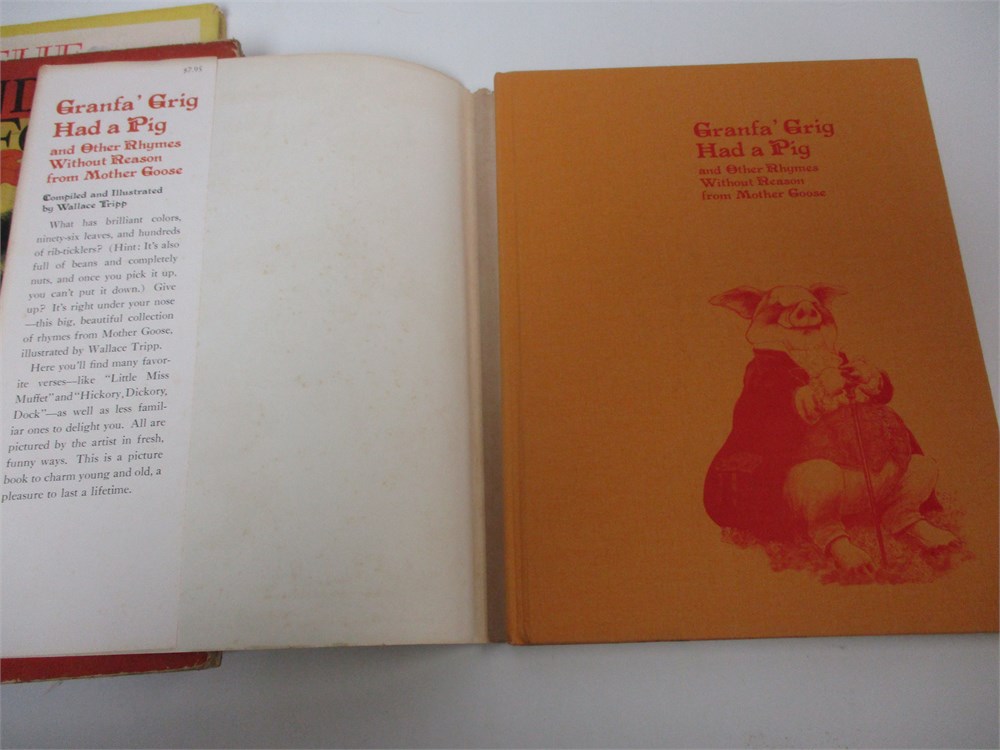 $7.95
Granfa' Grig
Had a Pig
and Other Rhymes
Without Reason
from Mother Goose
Compiled and Illustrated
by Wallace Tripp
What has brilliant colors,
ninety-six leaves, and hundreds
of rib-ticklers? (Hint: It's also
full of beans and completely
nuts, and once you pick it up,
you can't put it down.) Give
up? It's right under your nose
—this big, beautiful collection
of rhymes from Mother Goose,
illustrated by Wallace Tripp.
Here you'll find many favor-
ite verses—like "Little Miss
Muffet" and "Hickory, Dickory,
Dock"—as well as less famil-
iar ones to delight you. All are
pictured by the artist in fresh,
funny ways. This is a picture
book to charm young and old, a
pleasure to last a lifetime.
Granfa' Grig
Had a Pig
and Other Rhymes
Without Reason
from Mother Goose